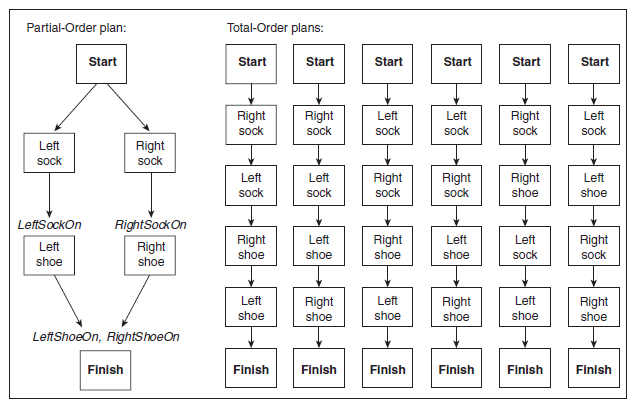 Partial-Order plan:
Start
Left
sock
Right
sock
LeftSockOn
RightSockOn
Left
shoe
Right
shoe
LeftShoeOn, RightShoeOn
Finish
Total-Order plans:
Start
Right
sock
Left
sock
Right
shoe
Left
shoe
Finish
Start
Right
sock
Left
sock
Left
shoe
Right
shoe
Finish
Start
Left
sock
Right
sock
Right
shoe
Left
shoe
Finish
Start
Left
sock
Right
sock
Left
shoe
Right
shoe
Finish
Start
Right
sock
Right
shoe
Left
sock
Left
shoe
Finish
Start
Left
sock
Left
shoe
Right
sock
Right
shoe
Finish